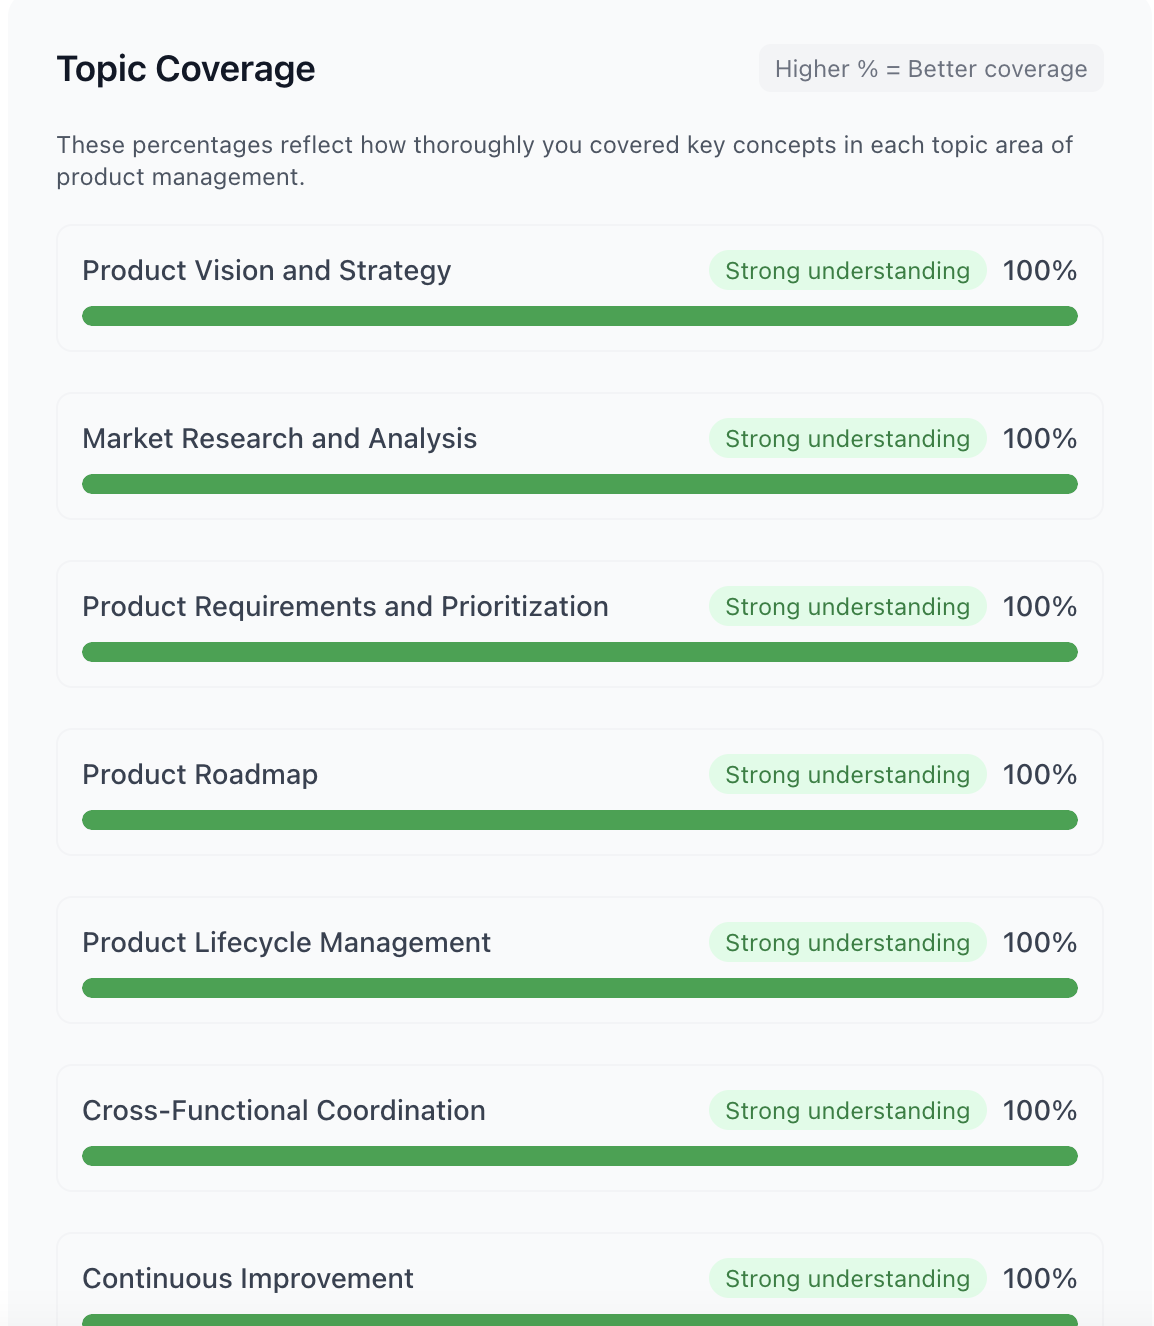 Topic Coverage
Higher % = Better coverage
These percentages reflect how thoroughly you covered key concepts in each topic area of
product management.
Product Vision and Strategy
Strong understanding
100%
Market Research and Analysis
Strong understanding
100%
Product Requirements and Prioritization
Strong understanding
100%
Product Roadmap
Strong understanding
100%
Product Lifecycle Management
Strong understanding
100%
Cross-Functional Coordination
Strong understanding
100%
Continuous Improvement
Strong understanding
100%